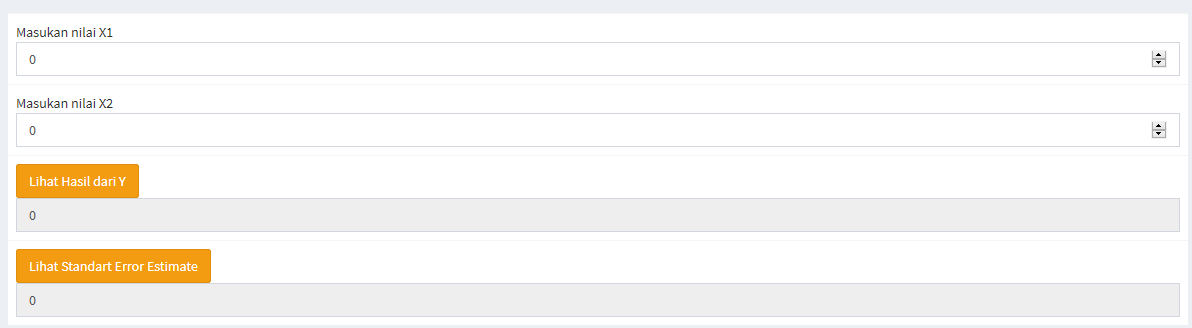 Masukan nilai X1
0
Masukan nilai X2
0
Lihat Hasil dari Y
0
Lihat Standart Error Estimate
0